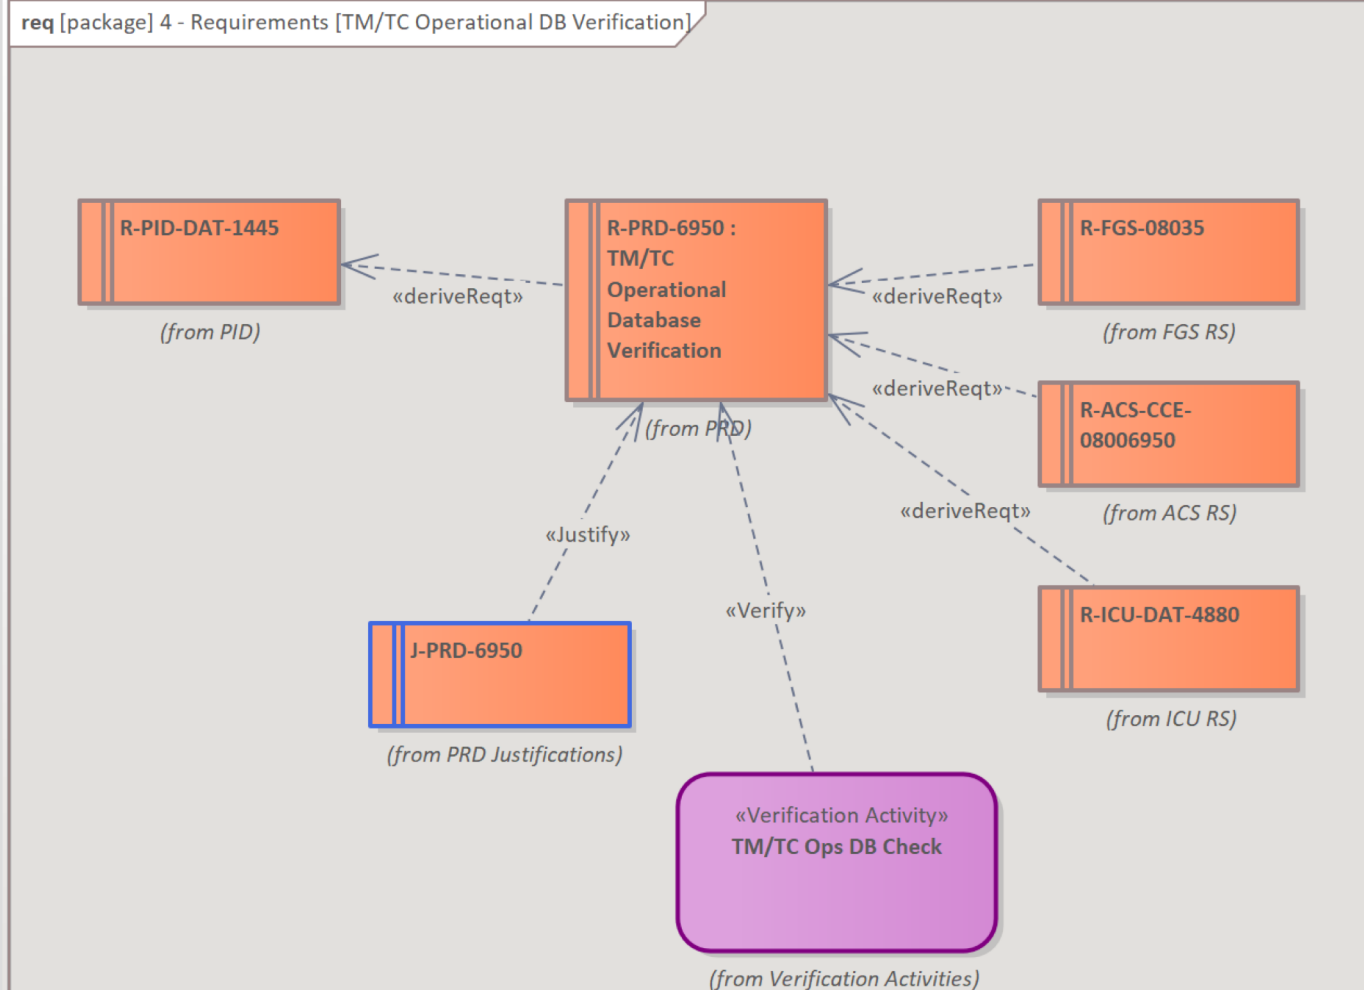 req [package] 4 - Requirements [TM/TC Operational DB Verification]
R-PID-DAT-1445
(from PID)
«deriveReqt»
R-PRD-6950 :
TM/TC
Operational
Database
Verification
(from PRD)
«deriveReqt»
R-FGS-08035
(from FGS RS)
«deriveReqt»
R-ACS-CCE-
08006950
(from ACS RS)
«deriveReqt»
R-ICU-DAT-4880
(from ICU RS)
«Justify»
J-PRD-6950
(from PRD Justifications)
«Verify»
«Verification Activity»
TM/TC Ops DB Check
(from Verification Activities)